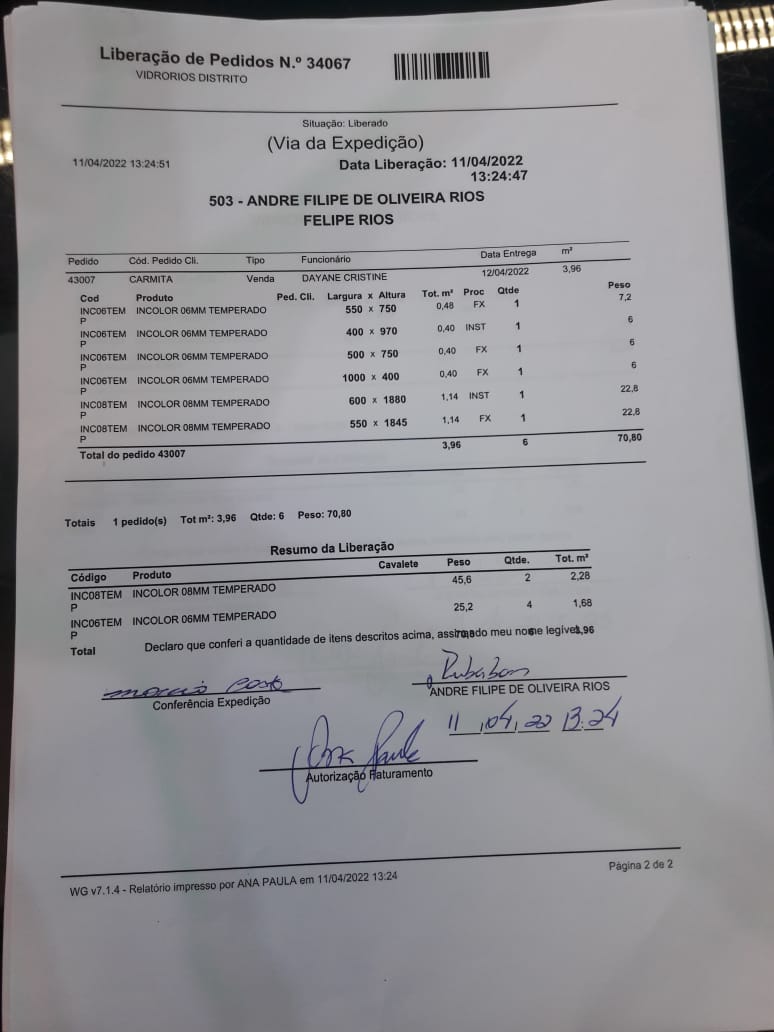 Liberação de Pedidos N.º 34067
VIDRORIOS DISTRITO
Situação: Liberado
(Via da Expedição)
11/04/2022 13:24:51 Data Liberação: 11/04/2022
13:24:47
503 - ANDRE FILIPE DE OLIVEIRA RIOS
FELIPE RIOS
Pedido Cód. Pedido Cli. Tipo Funcionário Data Entrega m²
43007 CARMITA Venda DAYANE CRISTINE 12/04/2022 3,96
Cod Produto Ped. Cli. Largura x Altura Tot. m² Proc Qtde Peso
INC06TEM INCOLOR 06MM TEMPERADO 550 x 750 0,48 FX 1 7,2
P
INC06TEM INCOLOR 06MM TEMPERADO 400 x 970 0,40 INST 1 6
P
INC06TEM INCOLOR 06MM TEMPERADO 500 x 750 0,40 FX 1 6
P
INC06TEM INCOLOR 06MM TEMPERADO 1000 x 400 0,40 FX 1 6
P
INC08TEM INCOLOR 08MM TEMPERADO 600 x 1880 1,14 INST 1 22,8
P
INC08TEM INCOLOR 08MM TEMPERADO 550 x 1845 1,14 FX 1 22,8
P
Total do pedido 43007 3,96 6 70,80
Totais 1 pedido(s) Tot m²: 3,96 Qtde: 6 Peso: 70,80
Resumo da Liberação
Código Produto Cavalete Peso Qtde. Tot. m²
INC08TEM INCOLOR 08MM TEMPERADO 45,6 2 2,28
P
INC06TEM INCOLOR 06MM TEMPERADO 25,2 4 1,68
P
Total 70,8 6 3,96
Declaro que conferi a quantidade de itens descritos acima, assinado meu nome legível.
Conferência Expedição
ANDRE FILIPE DE OLIVEIRA RIOS
11/04/22 13:24
Ana Paula
Autorização Faturamento
WG v7.1.4 - Relatório impresso por ANA PAULA em 11/04/2022 13:24
Página 2 de 2